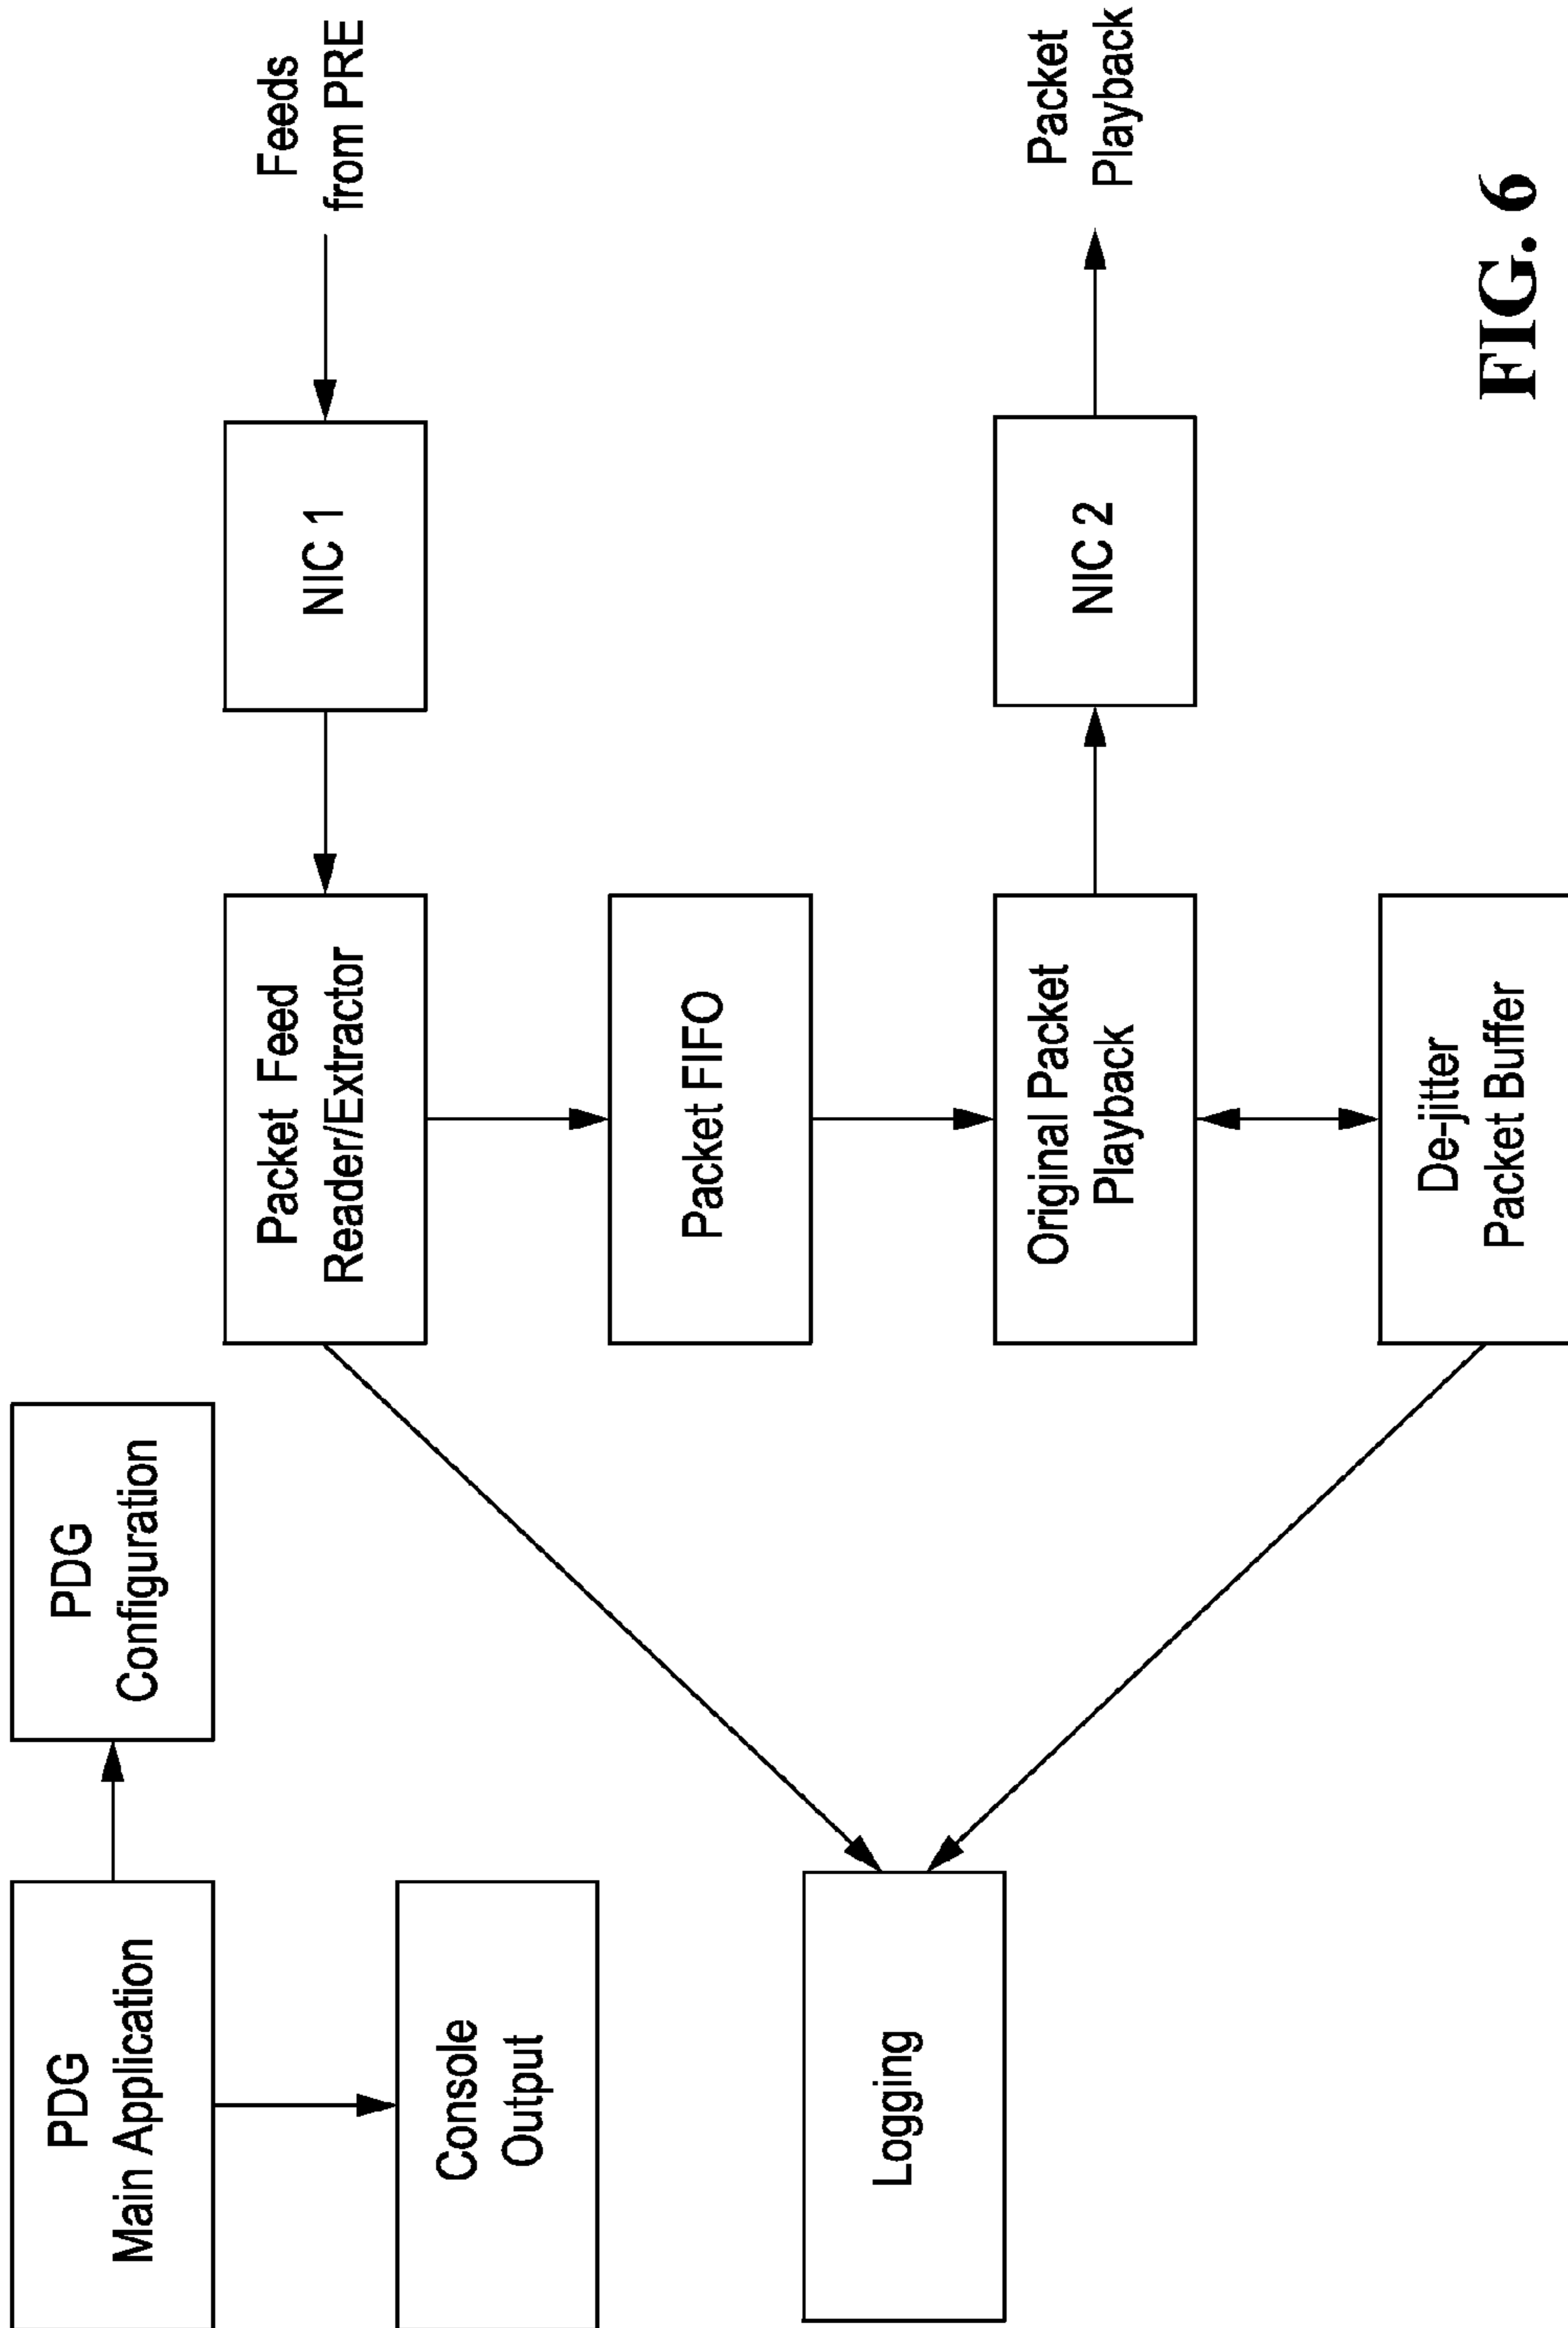 PDG
Main Application
PDG
Configuration
Console
Output
Packet Feed
Reader/Extractor
NIC 1
Feeds
from PRE
Packet FIFO
Logging
Original Packet
Playback
NIC 2
Packet
Playback
De-jitter
Packet Buffer
FIG. 6